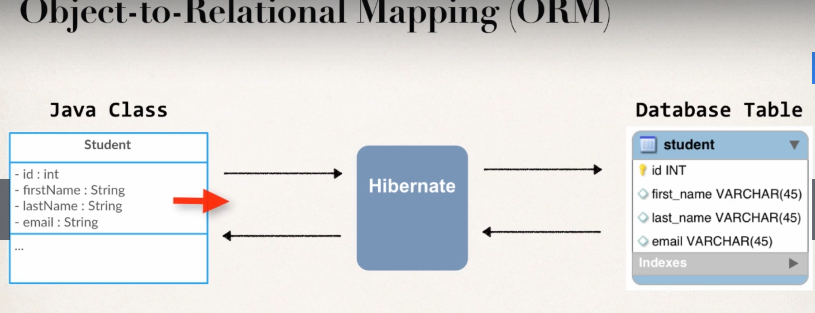 Object-to-Relational Mapping (ORM)
Java Class
Student
- id : int
- firstName : String
- lastName : String
- email : String
...
Hibernate
Database Table
student
id INT
first_name VARCHAR(45)
last_name VARCHAR(45)
email VARCHAR(45)
Indexes